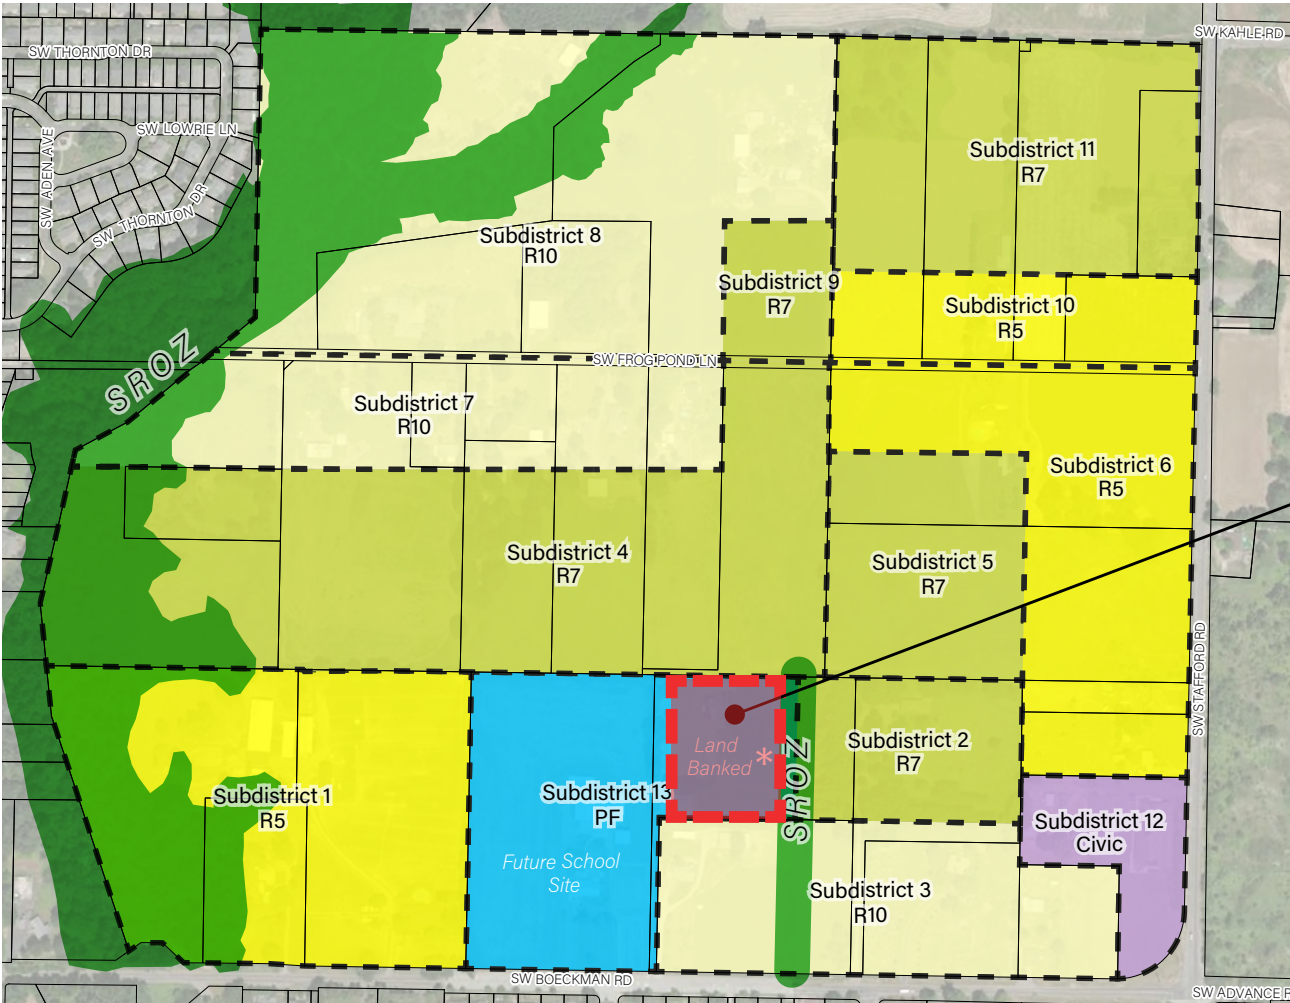 SW KAHLE RD
SW THORNTON DR
SW LOWRIE LN
SW ADEN AVE
SW THORNTON DR
Subdistrict 11
R7
Subdistrict 8
R10
Subdistrict 9
R7
Subdistrict 10
R5
SROZ
SW FROG POND LN
Subdistrict 7
R10
Subdistrict 6
R5
Subdistrict 4
R7
Subdistrict 5
R7
SW STAFFORD RD
Land
Banked *
SROZ
Subdistrict 2
R7
Subdistrict 1
R5
Subdistrict 13
PF
Future School
Site
Subdistrict 12
Civic
Subdistrict 3
R10
SW BOECKMAN RD
SW ADVANCE